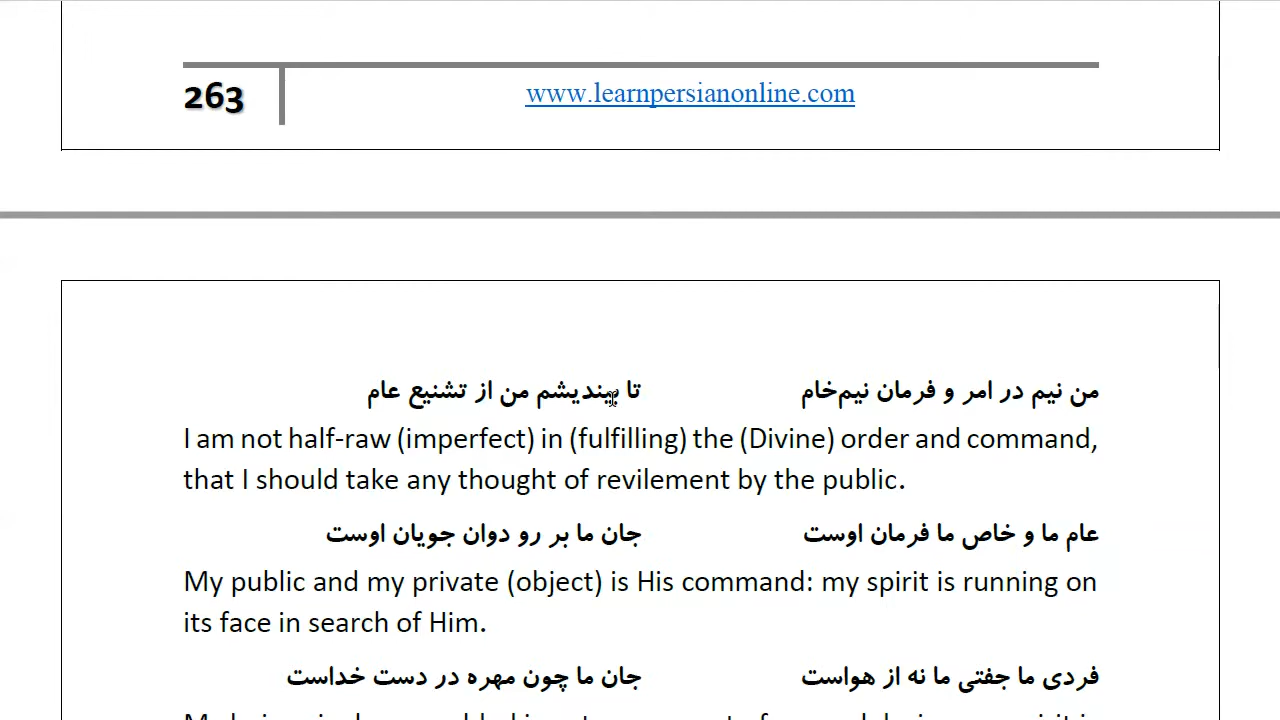 263
www.learnpersianonline.com
من نیم در امر و فرمان نیم‌خام تا بیندیشم من از تشنیع عام
I am not half-raw (imperfect) in (fulfilling) the (Divine) order and command,
that I should take any thought of revilement by the public.
عام ما و خاص ما فرمان اوست جان ما بر رو دوان جویان اوست
My public and my private (object) is His command: my spirit is running on
its face in search of Him.
فردی ما جفتی ما نه از هواست جان ما چون مهره در دست خداست